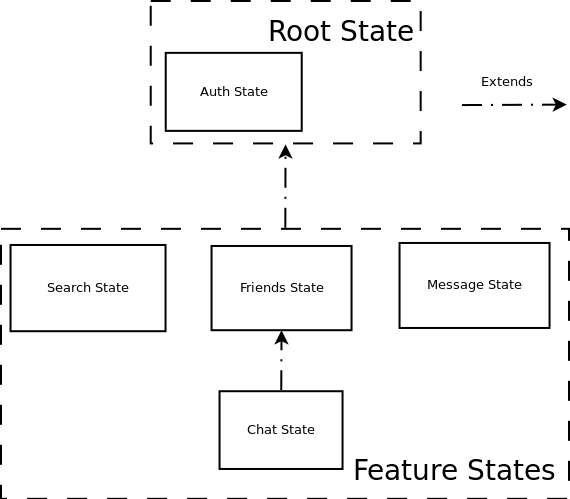 Root State
Auth State
Extends
Search State
Friends State
Message State
Chat State
Feature States